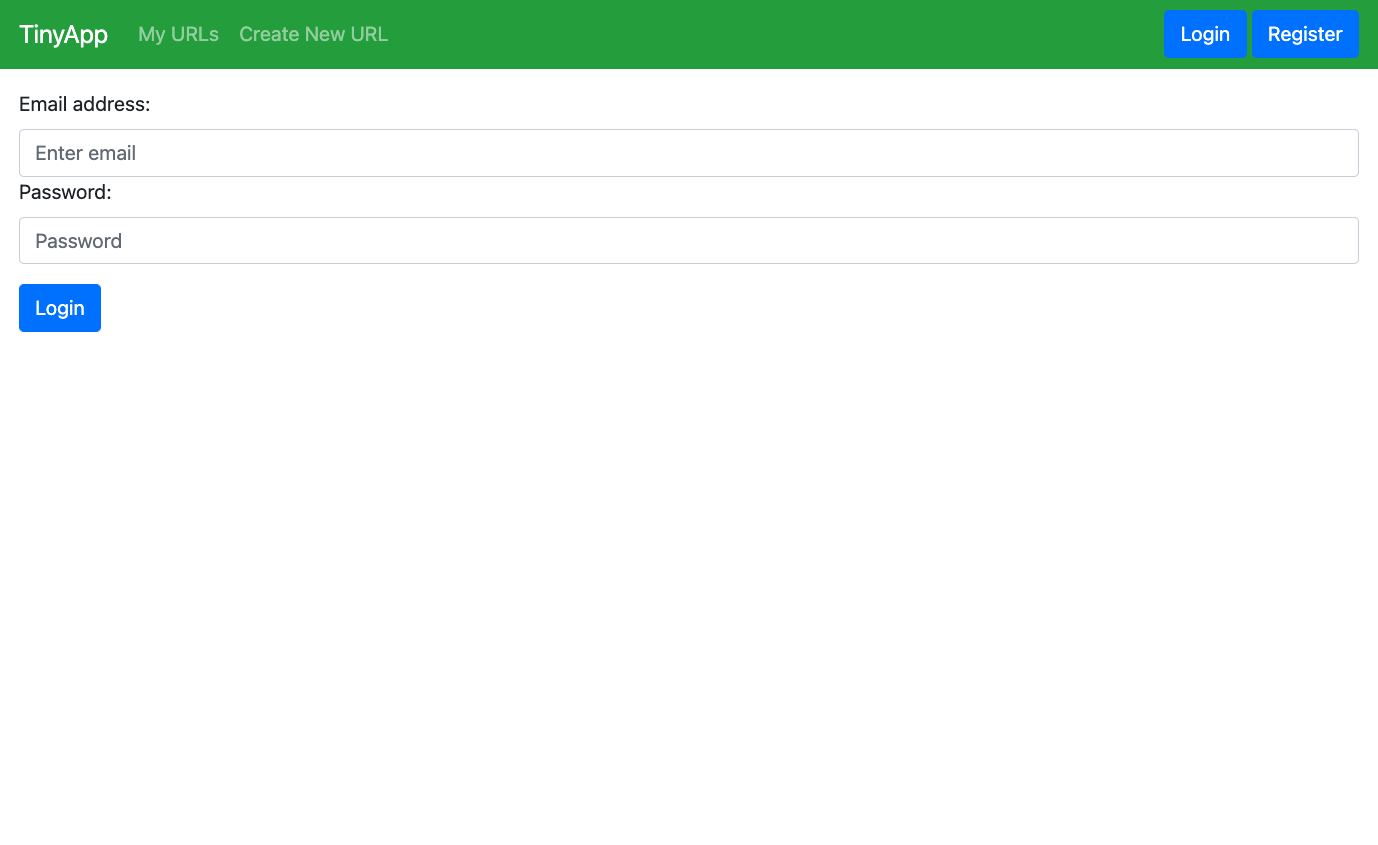 TinyApp My URLs Create New URL Login Register
Email address:
Enter email
Password:
Password
Login